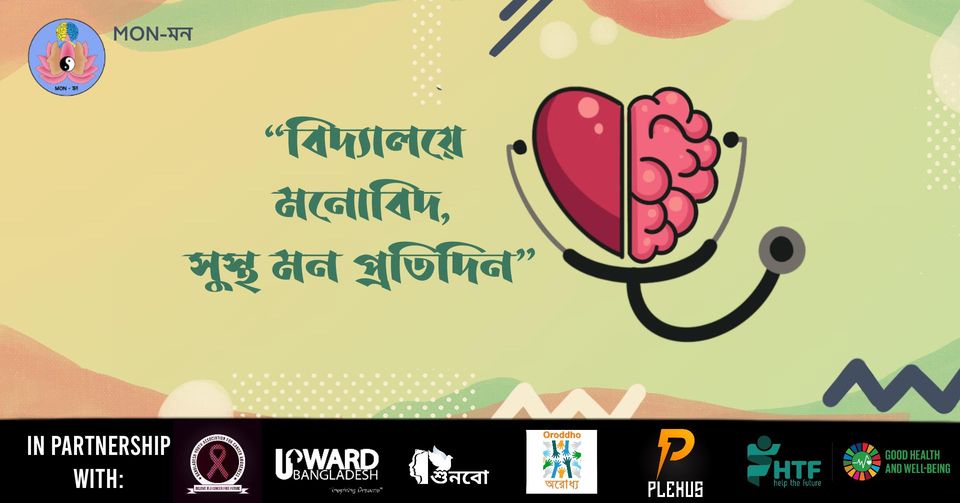 MON-মন
MON - মন
“বিদ্যালয়ে
মনোবিদ,
সুস্থ মন প্রতিদিন”
IN PARTNERSHIP
WITH:
UPWARD
BANGLADESH
শুনবো
Oroddho
অরোধ্য
PLEXUS
HTF
help the future
GOOD HEALTH
AND WELL-BEING